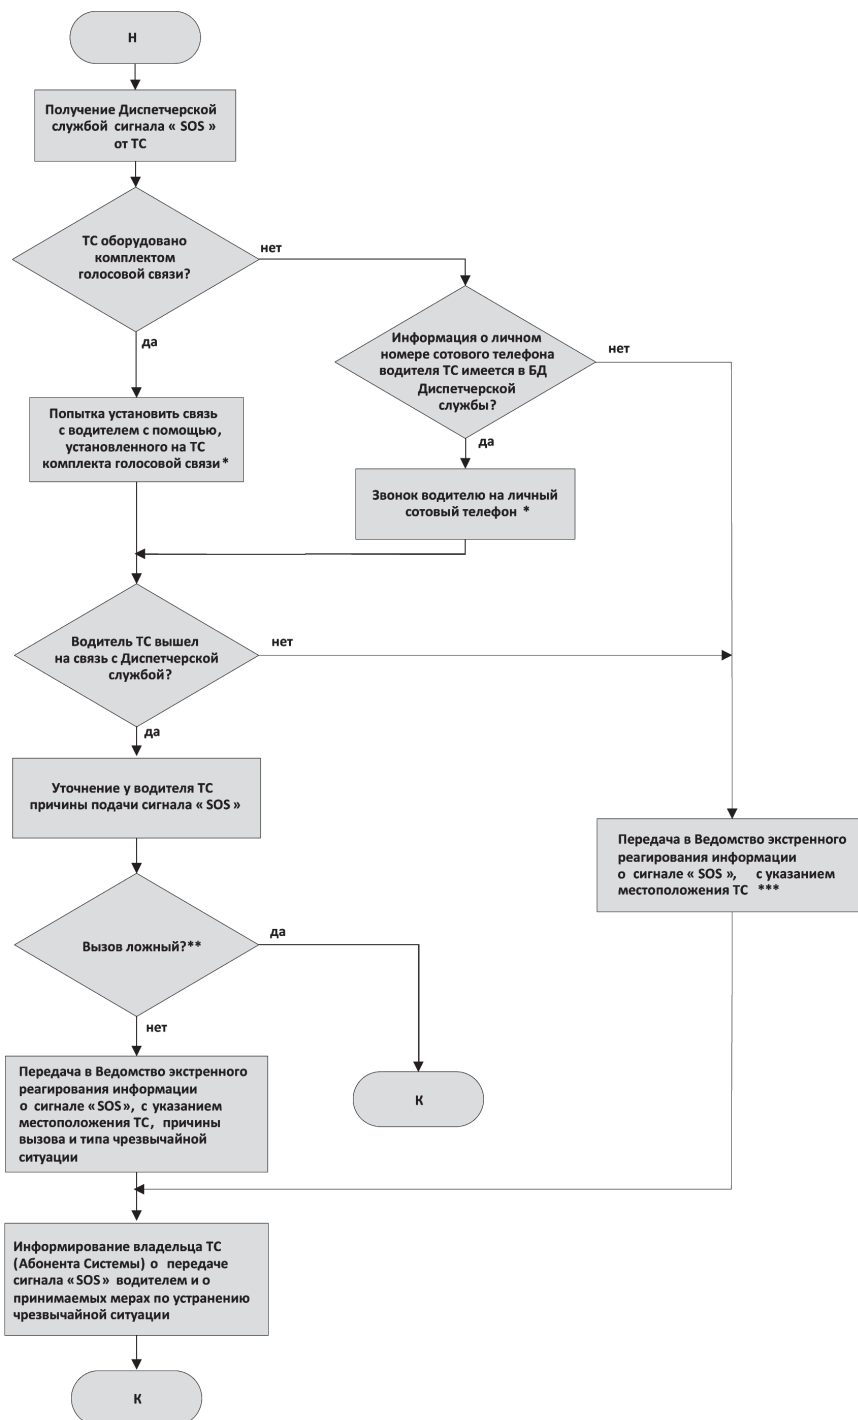 Н
Получение Диспетчерской
службой сигнала « SOS »
от ТС
ТС оборудовано
комплектом
голосовой связи?
нет
да
Информация о личном
номере сотового телефона
водителя ТС имеется в БД
Диспетчерской
службы?
нет
да
Попытка установить связь
с водителем с помощью,
установленного на ТС
комплекта голосовой связи *
Звонок водителю на личный
сотовый телефон *
Водитель ТС вышел
на связь с Диспетчерской
службой?
нет
да
Уточнение у водителя ТС
причины подачи сигнала « SOS »
Передача в Ведомство экстренного
реагирования информации
о сигнале « SOS », с указанием
местоположения ТС ***
Вызов ложный?**
да
нет
Передача в Ведомство экстренного
реагирования информации
о сигнале « SOS», с указанием
местоположения ТС, причины
вызова и типа чрезвычайной
ситуации
К
Информирование владельца ТС
(Абонента Системы) о передаче
сигнала « SOS » водителем и о
принимаемых мерах по устранению
чрезвычайной ситуации
К